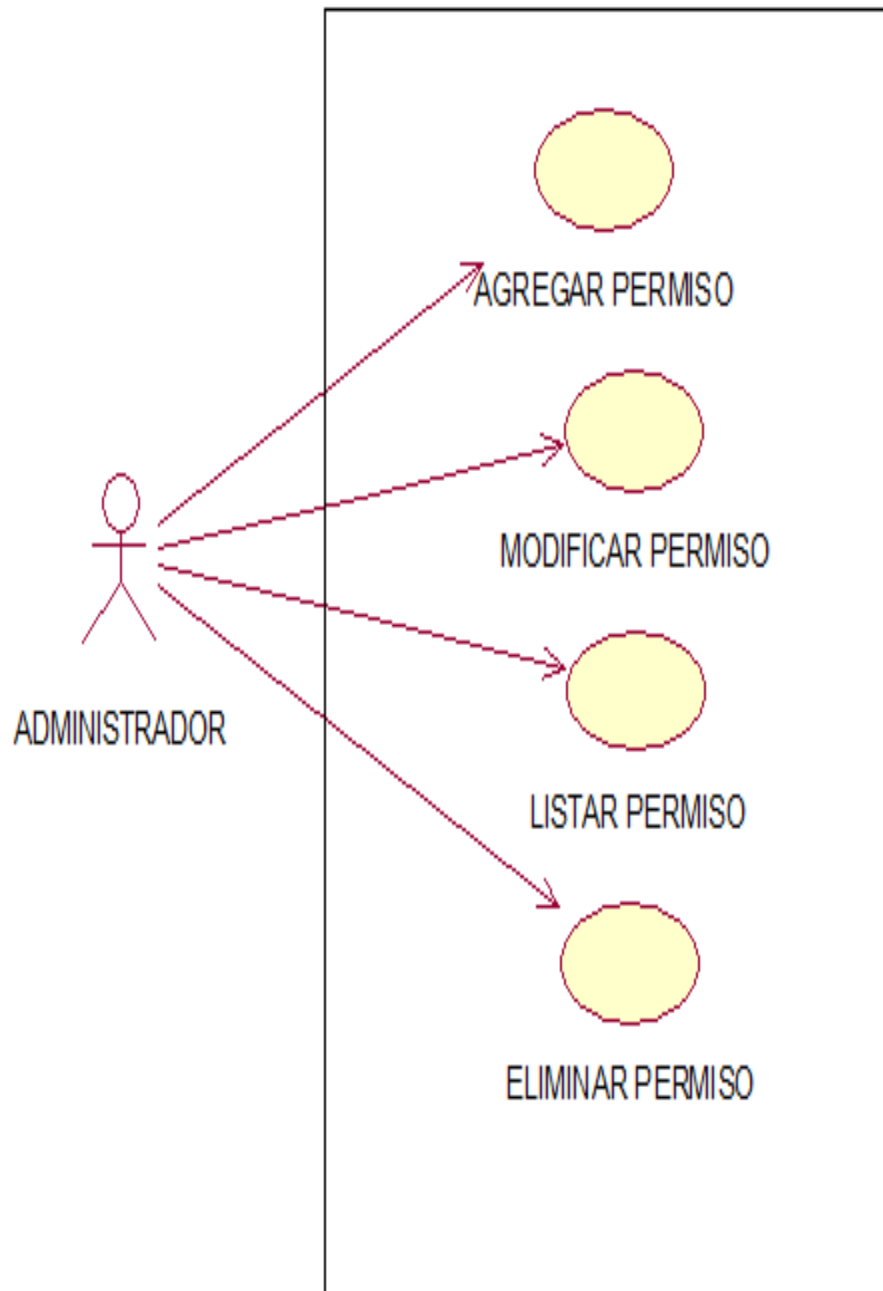 AGREGAR PERMISO
MODIFICAR PERMISO
ADMINISTRADOR
LISTAR PERMISO
ELIMINAR PERMISO